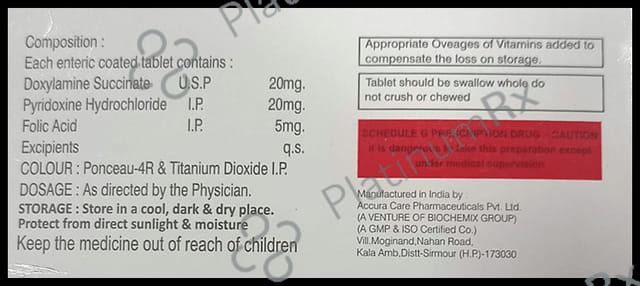 Composition :
Each enteric coated tablet contains :
Doxylamine Succinate U.S.P 20mg.
Pyridoxine Hydrochloride I.P. 20mg.
Folic Acid I.P. 5mg.
Excipients q.s.
COLOUR : Ponceau-4R & Titanium Dioxide I.P.
DOSAGE : As directed by the Physician.
STORAGE : Store in a cool, dark & dry place.
Protect from direct sunlight & moisture
Keep the medicine out of reach of children
Appropriate Oveages of Vitamins added to
compensate the loss on storage.
Tablet should be swallow whole do
not crush or chewed
SCHEDULE G PRESCRIPTION DRUG - CAUTION
it is dangerous to take this preparation except
under medical supervision
Manufactured in India by :
Accura Care Pharmaceuticals Pvt. Ltd.
(A VENTURE OF BIOCHEMIX GROUP)
(A GMP & ISO Certified Co.)
Vill.Moginand,Nahan Road,
Kala Amb,Distt-Sirmour (H.P.)-173030
PlatinumRx
PlatinumRx